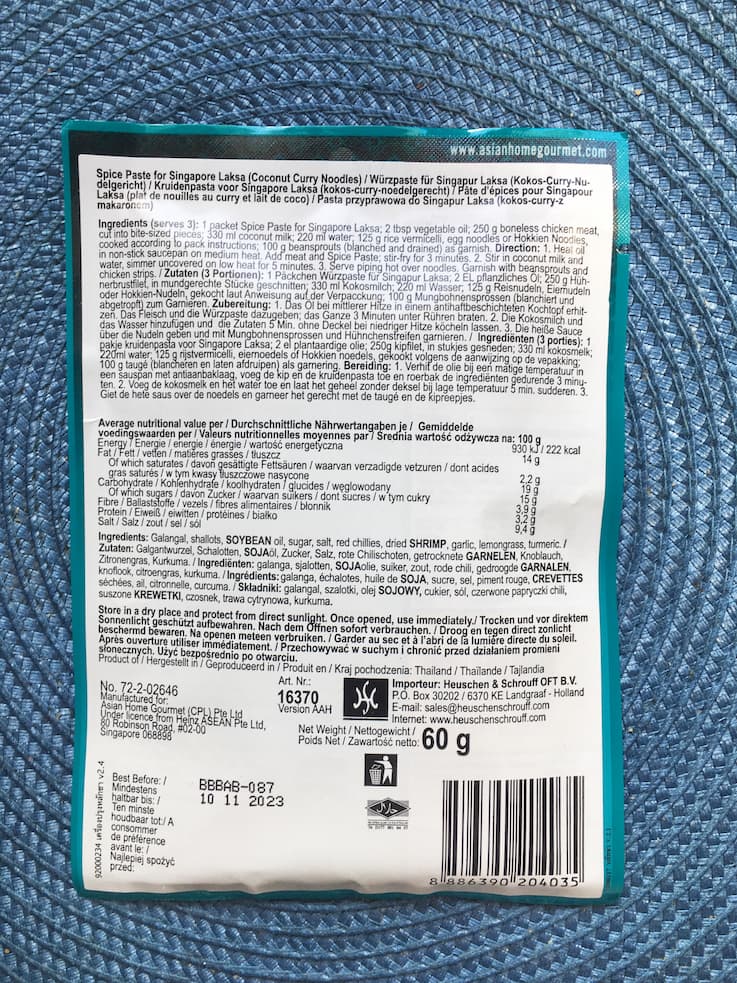 www.asianhomegourmet.com
Spice Paste for Singapore Laksa (Coconut Curry Noodles) / Würzpaste für Singapur Laksa (Kokos-Curry-Nu-
delgericht) / Kruidenpasta voor Singapore Laksa (kokos-curry-noedelgerecht) / Pâte d'épices pour Singapour
Laksa (plat de nouilles au curry et lait de coco) / Pasta przyprawowa do Singapur Laksa (kokos-curry-z
makaronem)
Ingredients (serves 3): 1 packet Spice Paste for Singapore Laksa; 2 tbsp vegetable oil; 250 g boneless chicken meat,
cut into bite-sized pieces; 330 ml coconut milk; 220 ml water; 125 g rice vermicelli, egg noodles or Hokkien Noodles,
cooked according to pack instructions; 100 g beansprouts (blanched and drained) as garnish. Direction: 1. Heat oil
in non-stick saucepan on medium heat. Add meat and Spice Paste; stir-fry for 3 minutes. 2. Stir in coconut milk and
water, simmer uncovered on low heat for 5 minutes. 3. Serve piping hot over noodles. Garnish with beansprouts and
chicken strips. / Zutaten (3 Portionen): 1 Päckchen Würzpaste für Singapur Laksa; 2 EL pflanzliches Öl; 250 g Hüh-
nerbrustfilet, in mundgerechte Stücke geschnitten; 330 ml Kokosmilch; 220 ml Wasser; 125 g Reisnudeln, Eiernudeln
oder Hokkien-Nudeln, gekocht laut Anweisung auf der Verpacckung; 100 g Mungbohnensprossen (blanchiert und
abgetropft) zum Garnieren. Zubereitung: 1. Das Öl bei mittlerer Hitze in einem antihaftbeschichteten Kochtopf erhit-
zen. Das Fleisch und die Würzpaste dazugeben; das Ganze 3 Minuten unter Rühren braten. 2. Die Kokosmilch und
das Wasser hinzufügen und die Zutaten 5 Min. ohne Deckel bei niedriger Hitze köcheln lassen. 3. Die heiße Sauce
über die Nudeln geben und mit Mungbohnensprossen und Hühnchenstreifen garnieren. / Ingrediënten (3 porties): 1
pakje kruidenpasta voor Singapore Laksa; 2 el plantaardige olie; 250g kipfilet, in stukjes gesneden; 330 ml kokosmelk;
220ml water; 125 g rijstvermicelli, eiernoedels of Hokkien noedels, gekookt volgens de aanwijzing op de vepakking;
100 g taugé (blancheren en laten afdruipen) als garnering. Bereiding: 1. Verhit de olie bij een matige temperatuur in
een sauspan met antiaanbaklaag, voeg de kip en de kruidenpasta toe en roerbak de ingrediënten gedurende 3 minu-
ten. 2. Voeg de kokosmelk en het water toe en laat het geheel zonder deksel bij lage temperatuur 5 min. sudderen. 3.
Giet de hete saus over de noedels en garneer het gerecht met de taugé en de kipreepjes.
Average nutritional value per / Durchschnittliche Nährwertangaben je / Gemiddelde
voedingswaarden per / Valeurs nutritionnelles moyennes par / Średnia wartość odżywcza na: 100 g
Energy / Energie / energie / énergie / wartość energetyczna 930 kJ / 222 kcal
Fat / Fett / vetten / matières grasses / tłuszcz 14 g
Of which saturates / davon gesättigte Fettsäuren / waarvan verzadigde vetzuren / dont acides
gras saturés / w tym kwasy tłuszczowe nasycone 2,2 g
Carbohydrate / Kohlenhydrate / koolhydraten / glucides / węglowodany 19 g
Of which sugars / davon Zucker / waarvan suikers / dont sucres / w tym cukry 15 g
Fibre / Ballaststoffe / vezels / fibres alimentaires / błonnik 3,9 g
Protein / Eiweiß / eiwitten / protéines / białko 3,2 g
Salt / Salz / zout / sel / sól 9,4 g
Ingredients: Galangal, shallots, SOYBEAN oil, sugar, salt, red chillies, dried SHRIMP, garlic, lemongrass, turmeric. /
Zutaten: Galgantwurzel, Schalotten, SOJAöl, Zucker, Salz, rote Chilischoten, getrocknete GARNELEN, Knoblauch,
Zitronengras, Kurkuma. / Ingrediënten: galanga, sjalotten, SOJAolie, suiker, zout, rode chili, gedroogde GARNALEN,
knoflook, citroengras, kurkuma. / Ingrédients: galanga, échalotes, huile de SOJA, sucre, sel, piment rouge, CREVETTES
séchées, ail, citronnelle, curcuma. / Składniki: galangal, szalotki, olej SOJOWY, cukier, sól, czerwone papryczki chili,
suszone KREWETKI, czosnek, trawa cytrynowa, kurkuma.
Store in a dry place and protect from direct sunlight. Once opened, use immediately./ Trocken und vor direktem
Sonnenlicht geschützt aufbewahren. Nach dem Öffnen sofort verbrauchen. / Droog en tegen direct zonlicht
beschermd bewaren. Na openen meteen verbruiken. / Garder au sec et à l'abri de la lumière directe du soleil.
Après ouverture utiliser immédiatement. / Przechowywać w suchym i chronić przed działaniem promieni
słonecznych. Użyć bezpośrednio po otwarciu.
Product of / Hergestellt in / Geproduceerd in / Produit en / Kraj pochodzenia: Thailand / Thaïlande / Tajlandia
No. 72-2-02646
Manufactured for:
Asian Home Gourmet (CPL) Pte Ltd
Under licence from Heinz ASEAN Pte Ltd,
80 Robinson Road, #02-00
Singapore 068898
Art. Nr.:
16370
Version AAH
Importeur: Heuschen & Schrouff OFT B.V.
P.O. Box 30202 / 6370 KE Landgraaf - Holland
E-mail: sales@heuschenschrouff.com
Internet: www.heuschenschrouff.com
Net Weight / Nettogewicht /
Poids Net / Zawartość netto: 60 g
Best Before: /
Mindestens
haltbar bis: /
Ten minste
houdbaar tot:/ A
consommer
de préférence
avant le: /
Najlepiej spożyć
przed:
BBBAB-087
10 11 2023
8 886390 204035